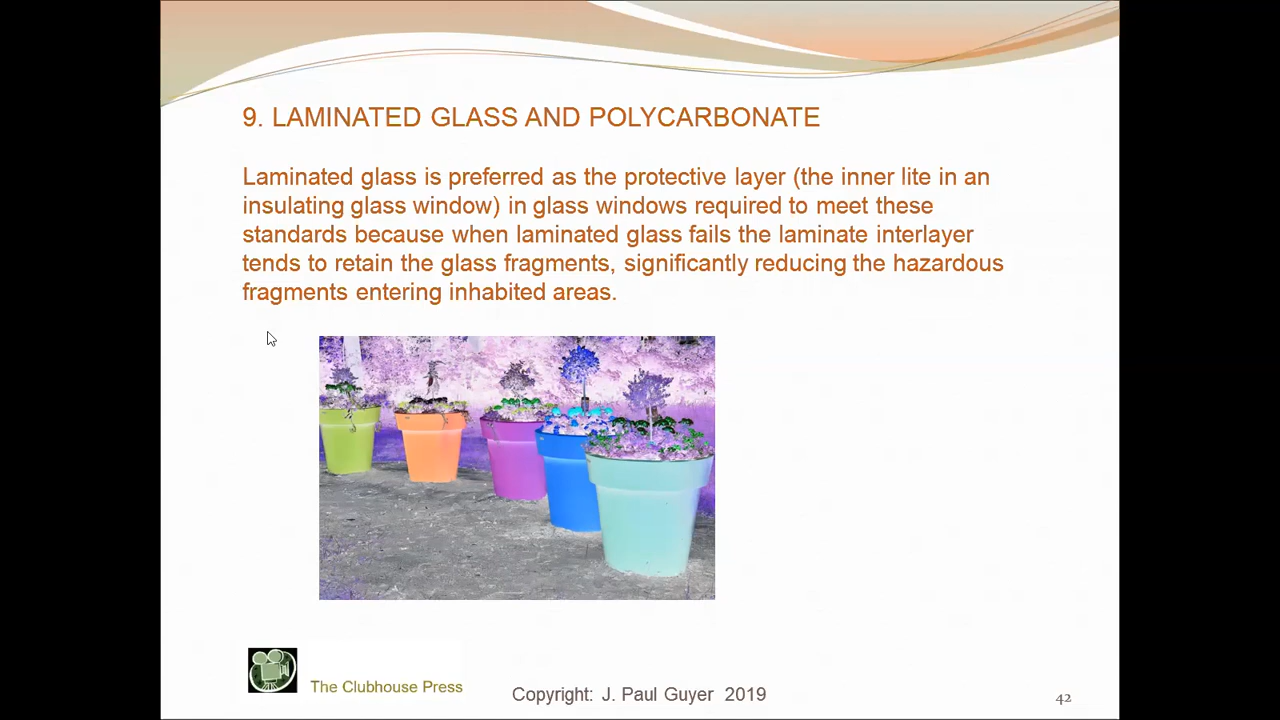 9. LAMINATED GLASS AND POLYCARBONATE
Laminated glass is preferred as the protective layer (the inner lite in an
insulating glass window) in glass windows required to meet these
standards because when laminated glass fails the laminate interlayer
tends to retain the glass fragments, significantly reducing the hazardous
fragments entering inhabited areas.
The Clubhouse Press
Copyright: J. Paul Guyer 2019
42